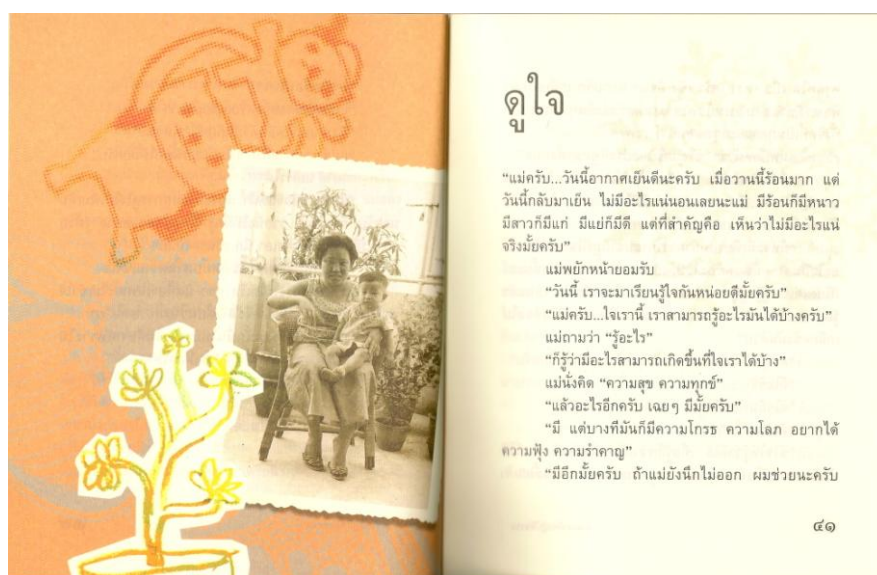 ดูใจ
“แม่ครับ...วันนี้อากาศเย็นดีนะครับ เมื่อวานนี้ร้อนมาก แต่
วันนี้กลับมาเย็น ไม่มีอะไรแน่นอนเลยนะแม่ มีร้อนก็มีหนาว
มีสาวก็มีแก่ มีแย่ก็มีดี แต่ที่สำคัญคือ เห็นว่าไม่มีอะไรแน่
จริงมั้ยครับ”
แม่พยักหน้ายอมรับ
“วันนี้ เราจะมาเรียนรู้ใจกันหน่อยดีมั้ยครับ”
“แม่ครับ...ใจเรานี้ เราสามารถรู้อะไรมันได้บ้างครับ”
แม่ถามว่า “รู้อะไร”
“ก็รู้ว่ามีอะไรสามารถเกิดขึ้นที่ใจเราได้บ้าง”
แม่นั่งคิด “ความสุข ความทุกข์”
“แล้วอะไรอีกครับ เฉยๆ มีมั้ยครับ”
“มี แต่บางทีมันก็มีความโกรธ ความโลภ อยากได้
ความฟุ้ง ความรำคาญ”
“มีอีกมั้ยครับ ถ้าแม่ยังนึกไม่ออก ผมช่วยนะครับ
๔๑